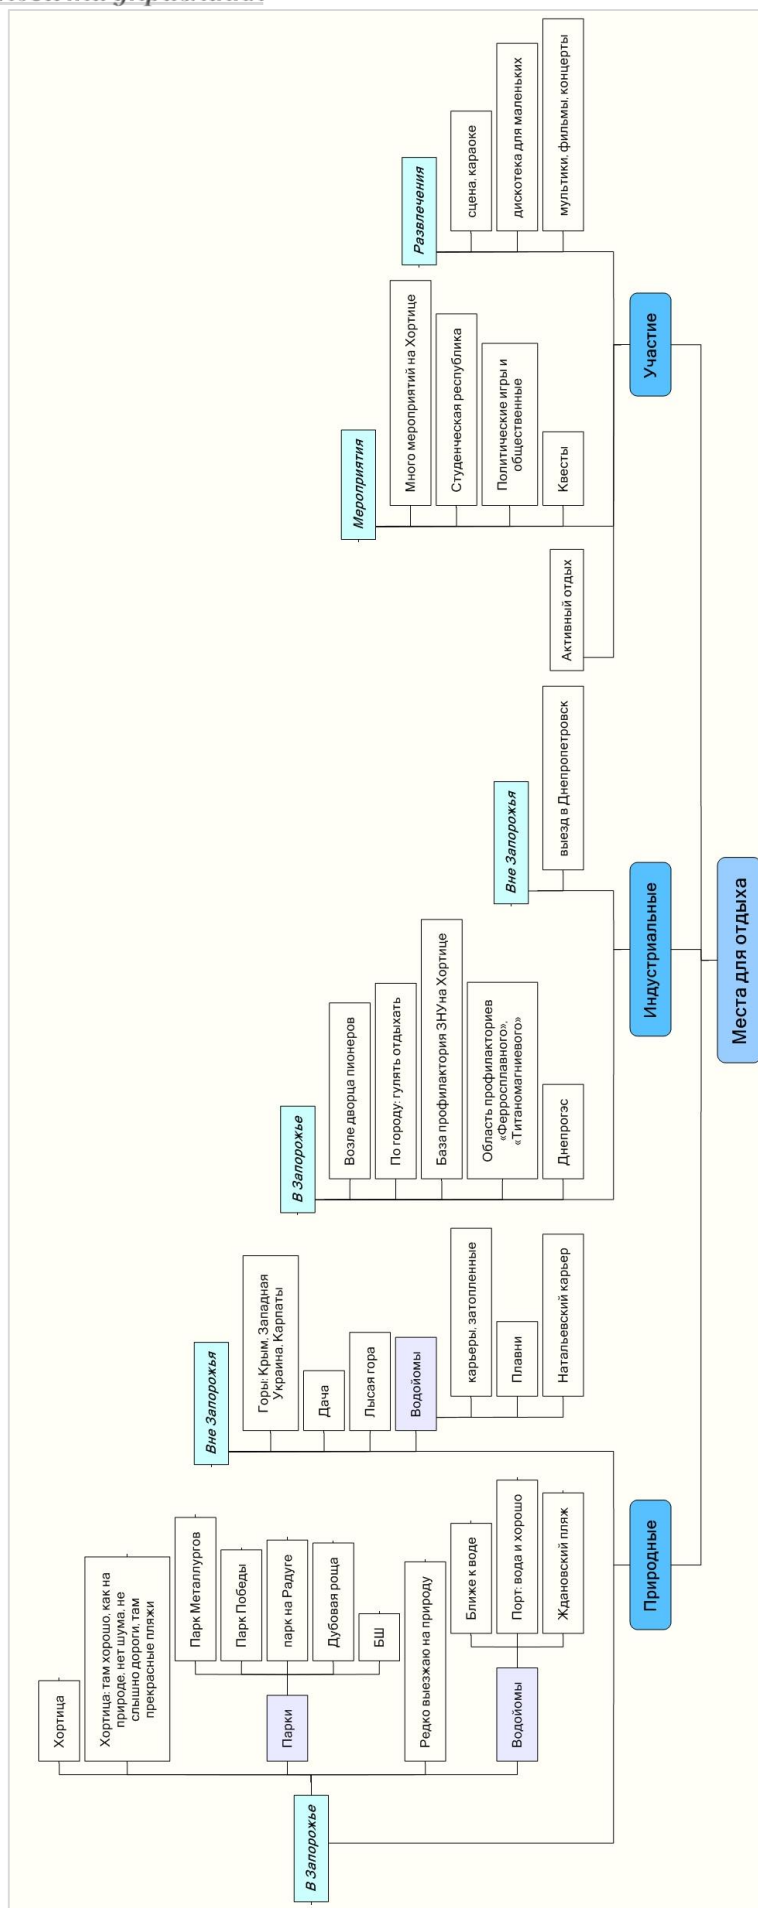 Места для отдыха
Природные
В Запорожье
Хортица
Хортица: там хорошо, как на
природе, нет шума, не
слышно дороги, там
прекрасные пляжи
Парки
Парк Металлургов
Парк Победы
парк на Радуге
Дубовая роща
БШ
Редко выезжаю на природу
Водойомы
Ближе к воде
Порт: вода и хорошо
Ждановский пляж
Вне Запорожья
Горы: Крым, Западная
Украина, Карпаты
Дача
Лысая гора
Водойомы
карьеры, затопленные
Плавни
Натальевский карьер
Индустриальные
В Запорожье
Возле дворца пионеров
По городу: гулять отдыхать
База профилактория ЗНУ на Хортице
Область профилакториев
«Ферросплавного»,
«Титаномагниевого»
Днепрогэс
Вне Запорожья
выезд в Днепропетровск
Участие
Активный отдых
Мероприятия
Много мероприятий на Хортице
Студенческая республика
Политические игры и
общественные
Квесты
Развлечения
сцена, караоке
дискотека для маленьких
мультики, фильмы, концерты